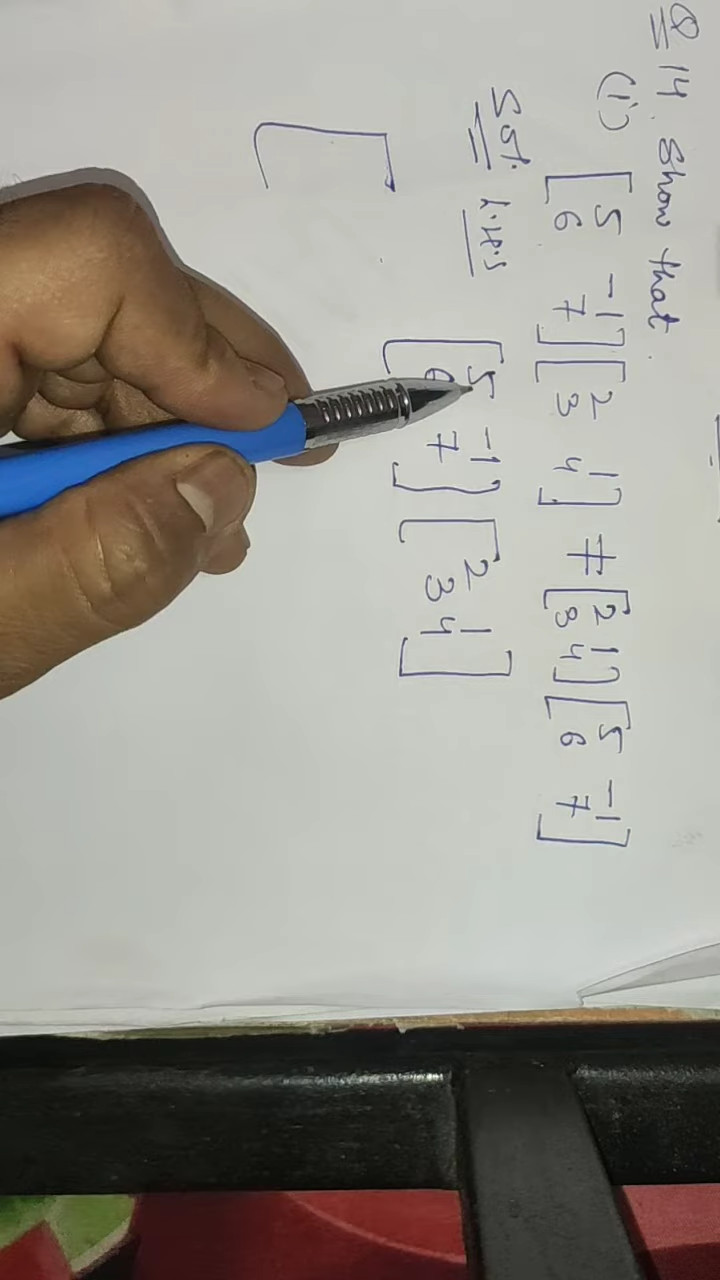 Q 14. Show that.
(i) [5 -1] [2 1] ≠ [2 1] [5 -1]
[6 7] [3 4] [3 4] [6 7]
Sol. L.H.S
[5 -1] [2 1]
[6 7] [3 4]
[